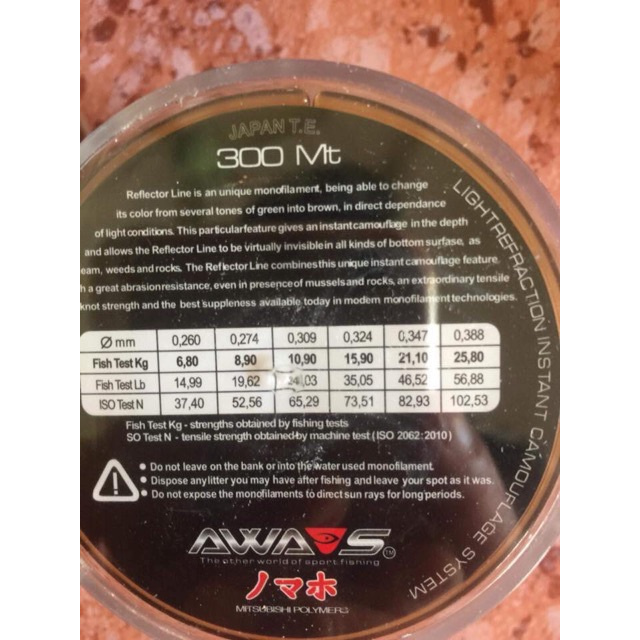 JAPAN T.E.
300 Mt
Reflector Line is an unique monofilament, being able to change
its color from several tones of green into brown, in direct dependance
of light conditions. This particular feature gives an instant camouflage in the depth
and allows the Reflector Line to be virtually invisible in all kinds of bottom surfase, as
eam, weeds and rocks. The Reflector Line combines this unique instant camouflage feature
h a great abrasion resistance, even in presence of mussels and rocks, an extraordinary tensile
knot strength and the best suppleness available today in modern monofilament technologies.
Ø mm 0,260 0,274 0,309 0,324 0,347 0,388
Fish Test Kg 6,80 8,90 10,90 15,90 21,10 25,80
Fish Test Lb 14,99 19,62 ,03 35,05 46,52 56,88
ISO Test N 37,40 52,56 65,29 73,51 82,93 102,53
Fish Test Kg - strengths obtained by fishing tests
SO Test N - tensile strength obtained by machine test (ISO 2062:2010)
! • Do not leave on the bank or into the water used monofilament.
• Dispose any litter you may have after fishing and leave your spot as it was.
• Do not expose the monofilaments to direct sun rays for long periods.
AWA-S TM
The other world of sport fishing
ノマホ
MITSUBISHI POLYMERS
LIGHT REFRACTION INSTANT CAMOUFLAGE SYSTEM